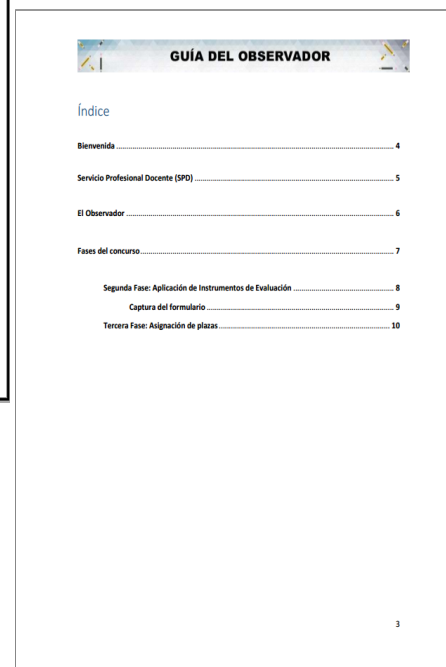 GUÍA DEL OBSERVADOR
Índice
Bienvenida ........................................................................ 4
Servicio Profesional Docente (SPD) ........................................................................ 5
El Observador ........................................................................ 6
Fases del concurso ........................................................................ 7
Segunda Fase: Aplicación de Instrumentos de Evaluación ........................................................................ 8
Captura del formulario ........................................................................ 9
Tercera Fase: Asignación de plazas ........................................................................ 10
3